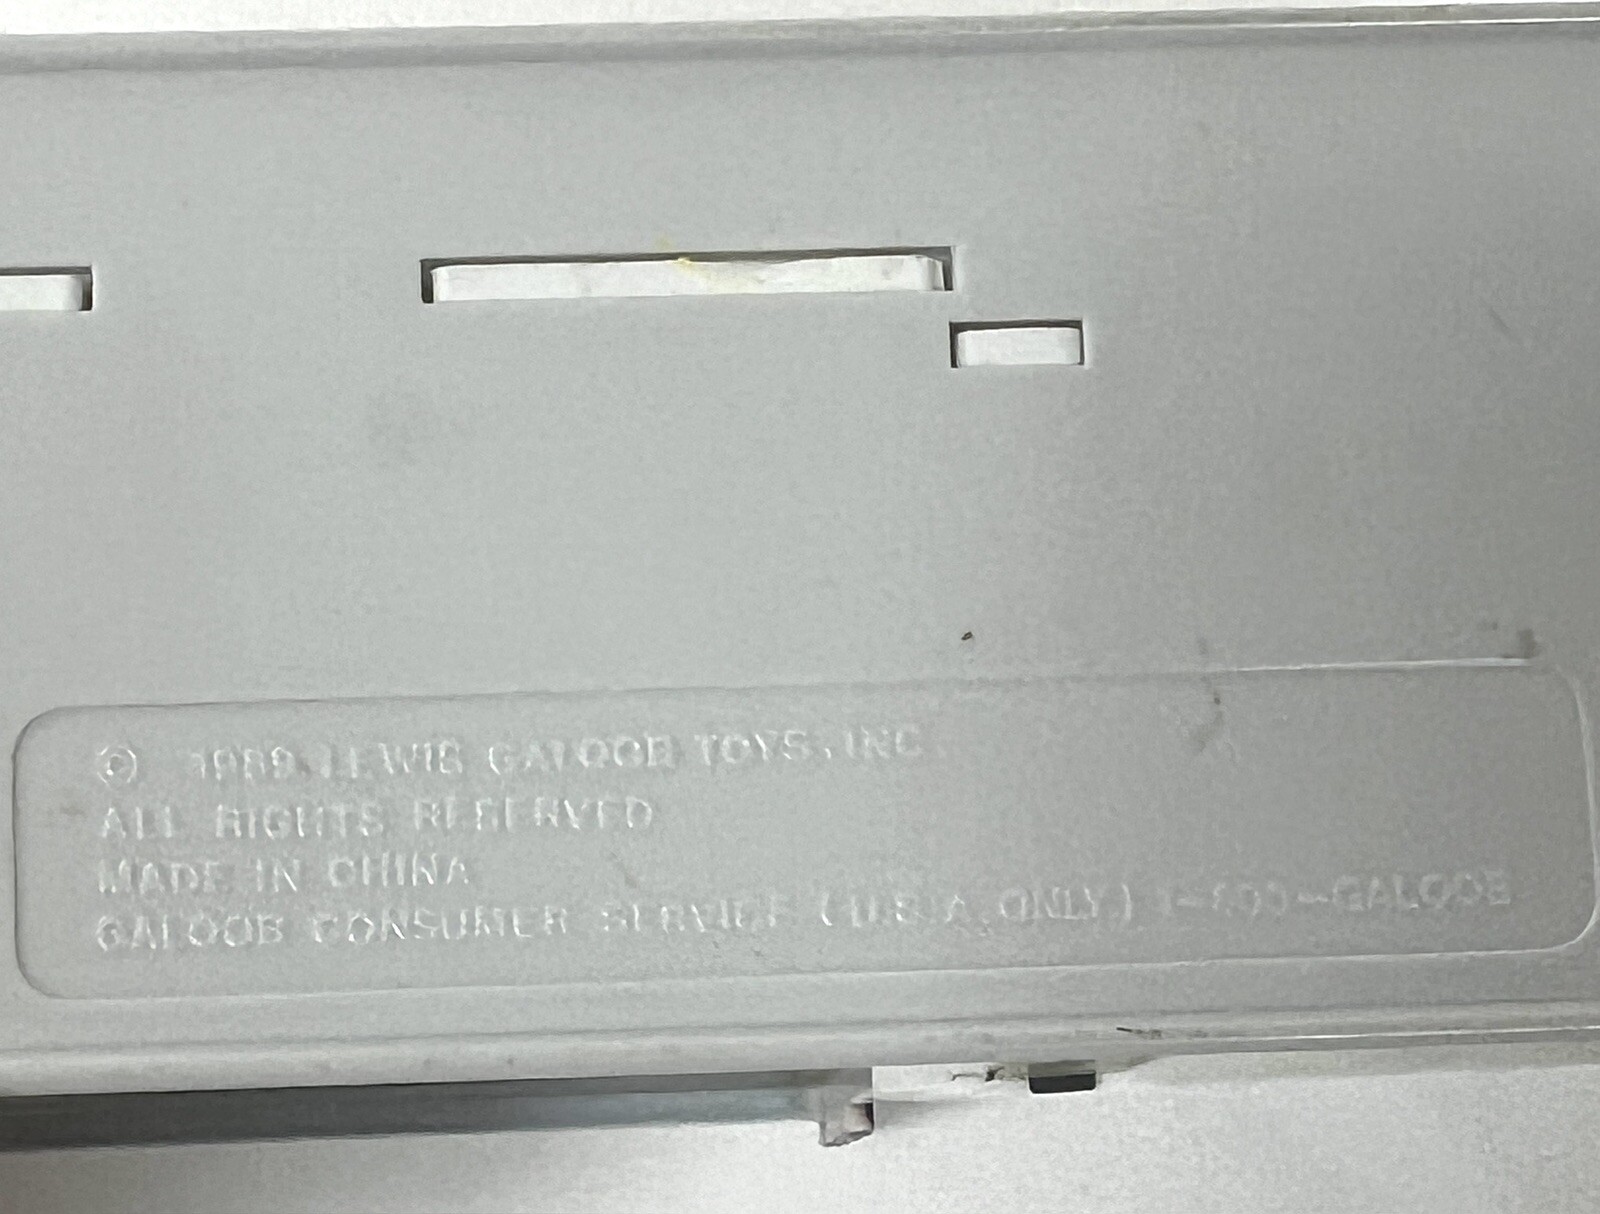 © 1989 LEWIS GALOOB TOYS, INC.
ALL RIGHTS RESERVED
MADE IN CHINA
GALOOB CONSUMER SERVICE (U.S.A. ONLY) 1-800-GALOOB